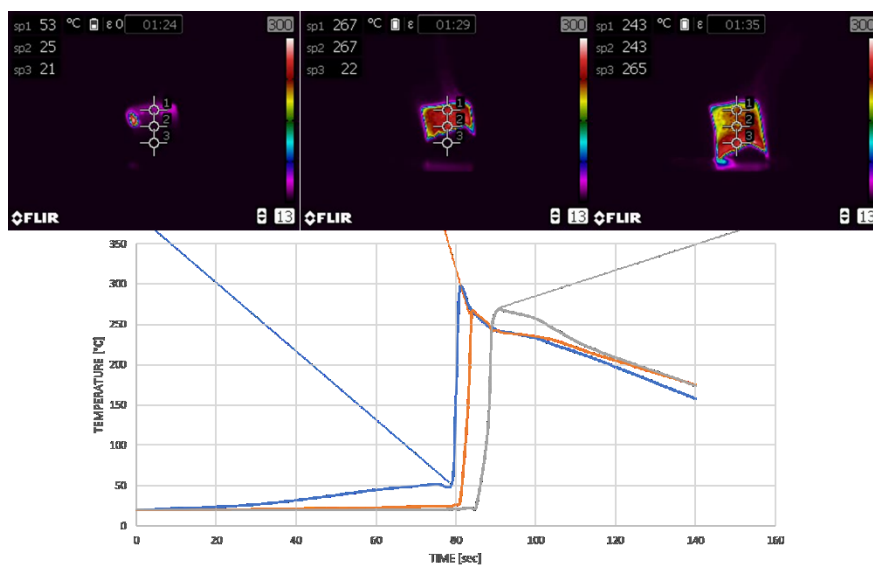 sp1 53 °C ε 0 01:24 300
sp2 25
sp3 21
1
2
3
FLIR 13
sp1 267 °C ε 01:29 300
sp2 267
sp3 22
1
2
3
FLIR 13
sp1 243 °C ε 01:35 300
sp2 243
sp3 265
1
2
3
FLIR 13
350
300
250
200
150
100
50
0
TEMPERATURE [°C]
0 20 40 60 80 100 120 140 160
TIME [sec]